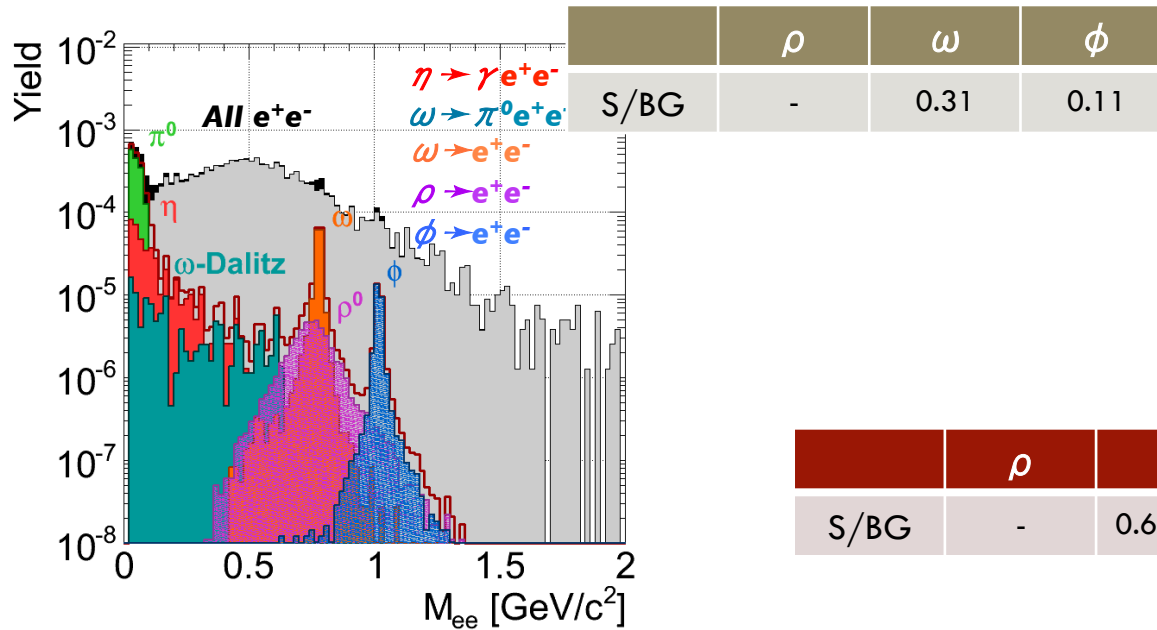 ρ ω ϕ
S/BG - 0.31 0.11
Yield
10⁻²
10⁻³
10⁻⁴
10⁻⁵
10⁻⁶
10⁻⁷
10⁻⁸
All e⁺e⁻
η → γ e⁺e⁻
ω → π⁰e⁺e⁻
ω → e⁺e⁻
ρ → e⁺e⁻
ϕ → e⁺e⁻
π⁰
η
ω
ω-Dalitz
ϕ
ρ⁰
0 0.5 1 1.5 2
Mₑₑ [GeV/c²]
ρ
S/BG - 0.6